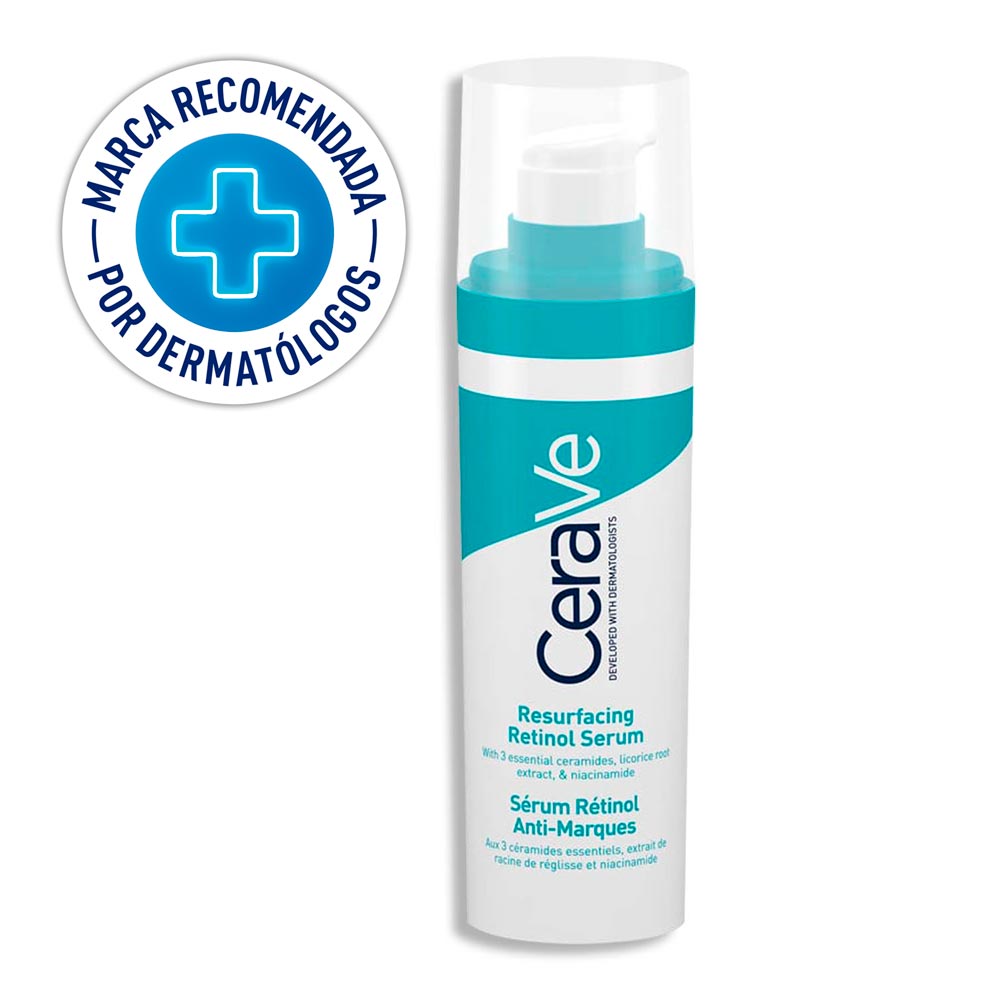 MARCA RECOMENDADA
POR DERMATÓLOGOS
CeraVe
DEVELOPED WITH DERMATOLOGISTS
Resurfacing
Retinol Serum
With 3 essential ceramides, licorice root
extract, & niacinamide
Sérum Rétinol
Anti-Marques
Aux 3 céramides essentiels, extrait de
racine de réglisse et niacinamide